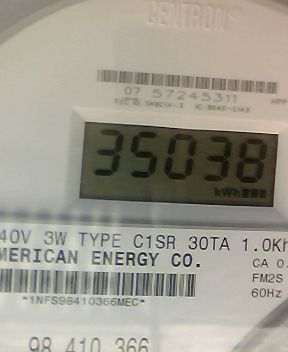 CENTRON®
07 57245311
35038
kWh
40V 3W TYPE C1SR 30TA 1.0Kh
MERICAN ENERGY CO.
CA 0.
FM2S
60Hz
*1NFS98410366MEC*
98 410 366